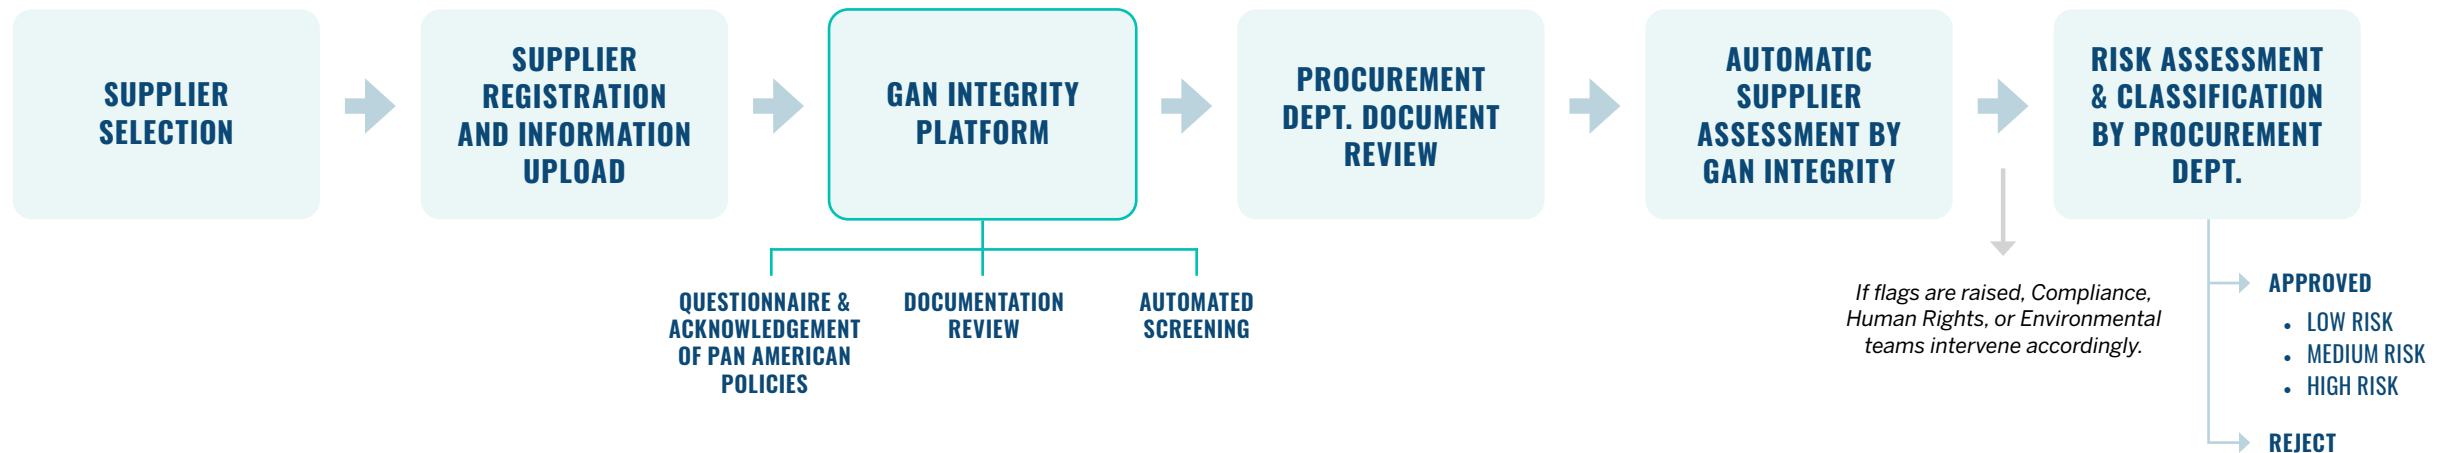 SUPPLIER
SELECTION
SUPPLIER
REGISTRATION
AND INFORMATION
UPLOAD
GAN INTEGRITY
PLATFORM
PROCUREMENT
DEPT. DOCUMENT
REVIEW
AUTOMATIC
SUPPLIER
ASSESSMENT BY
GAN INTEGRITY
RISK ASSESSMENT
& CLASSIFICATION
BY PROCUREMENT
DEPT.
QUESTIONNAIRE &
ACKNOWLEDGEMENT
OF PAN AMERICAN
POLICIES
DOCUMENTATION
REVIEW
AUTOMATED
SCREENING
If flags are raised, Compliance,
Human Rights, or Environmental
teams intervene accordingly.
APPROVED
• LOW RISK
• MEDIUM RISK
• HIGH RISK
REJECT